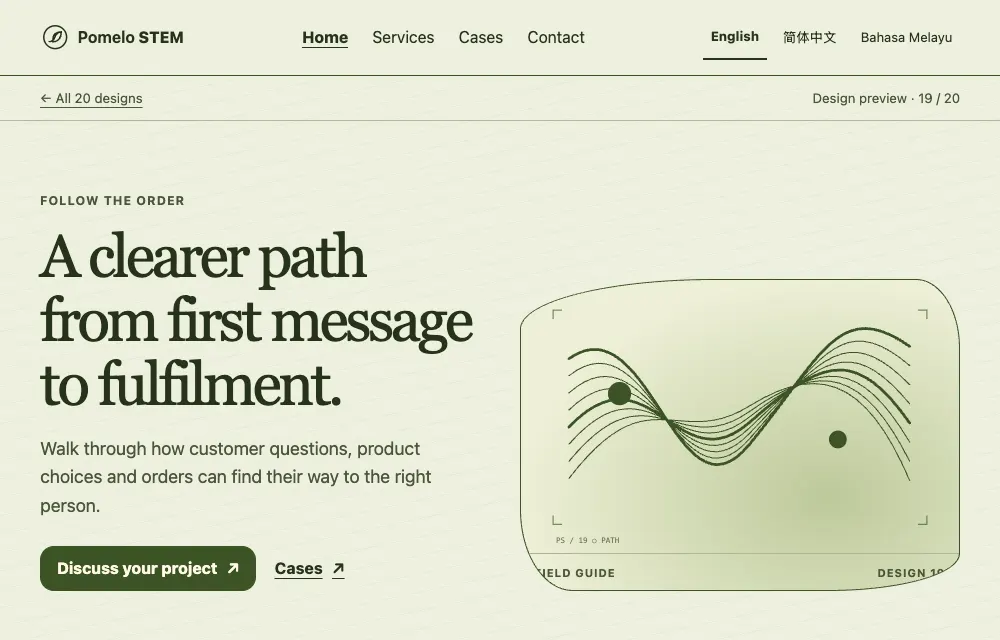 Pomelo STEM
Home Services Cases Contact
English 简体中文 Bahasa Melayu
← All 20 designs
Design preview · 19 / 20
FOLLOW THE ORDER
A clearer path
from first message
to fulfilment.
Walk through how customer questions, product
choices and orders can find their way to the right
person.
Discuss your project ↗
Cases ↗
PS / 19 ○ PATH
IELD GUIDE
DESIGN 19